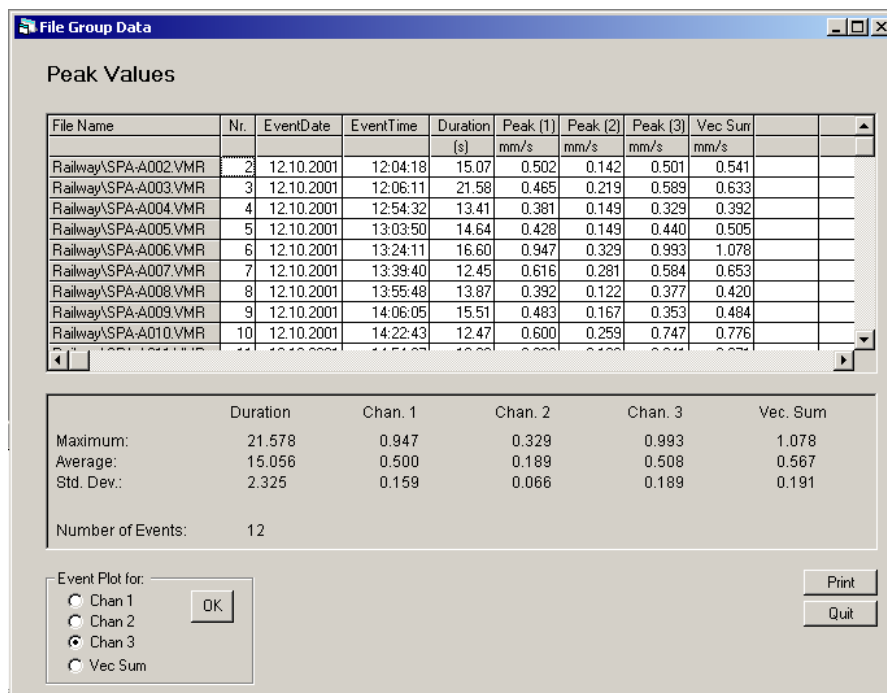 File Group Data
Peak Values
File Name Nr. EventDate EventTime Duration Peak (1) Peak (2) Peak (3) Vec Sum
(s) mm/s mm/s mm/s mm/s
Railway\SPA-A002.VMR 2 12.10.2001 12:04:18 15.07 0.502 0.142 0.501 0.541
Railway\SPA-A003.VMR 3 12.10.2001 12:06:11 21.58 0.465 0.219 0.589 0.633
Railway\SPA-A004.VMR 4 12.10.2001 12:54:32 13.41 0.381 0.149 0.329 0.392
Railway\SPA-A005.VMR 5 12.10.2001 13:03:50 14.64 0.428 0.149 0.440 0.505
Railway\SPA-A006.VMR 6 12.10.2001 13:24:11 16.60 0.947 0.329 0.993 1.078
Railway\SPA-A007.VMR 7 12.10.2001 13:39:40 12.45 0.616 0.281 0.584 0.653
Railway\SPA-A008.VMR 8 12.10.2001 13:55:48 13.87 0.392 0.122 0.377 0.420
Railway\SPA-A009.VMR 9 12.10.2001 14:06:05 15.51 0.483 0.167 0.353 0.484
Railway\SPA-A010.VMR 10 12.10.2001 14:22:43 12.47 0.600 0.259 0.747 0.776
Duration Chan. 1 Chan. 2 Chan. 3 Vec. Sum
Maximum: 21.578 0.947 0.329 0.993 1.078
Average: 15.056 0.500 0.189 0.508 0.567
Std. Dev.: 2.325 0.159 0.066 0.189 0.191
Number of Events: 12
Event Plot for:
Chan 1
OK
Chan 2
Chan 3
Vec Sum
Print
Quit